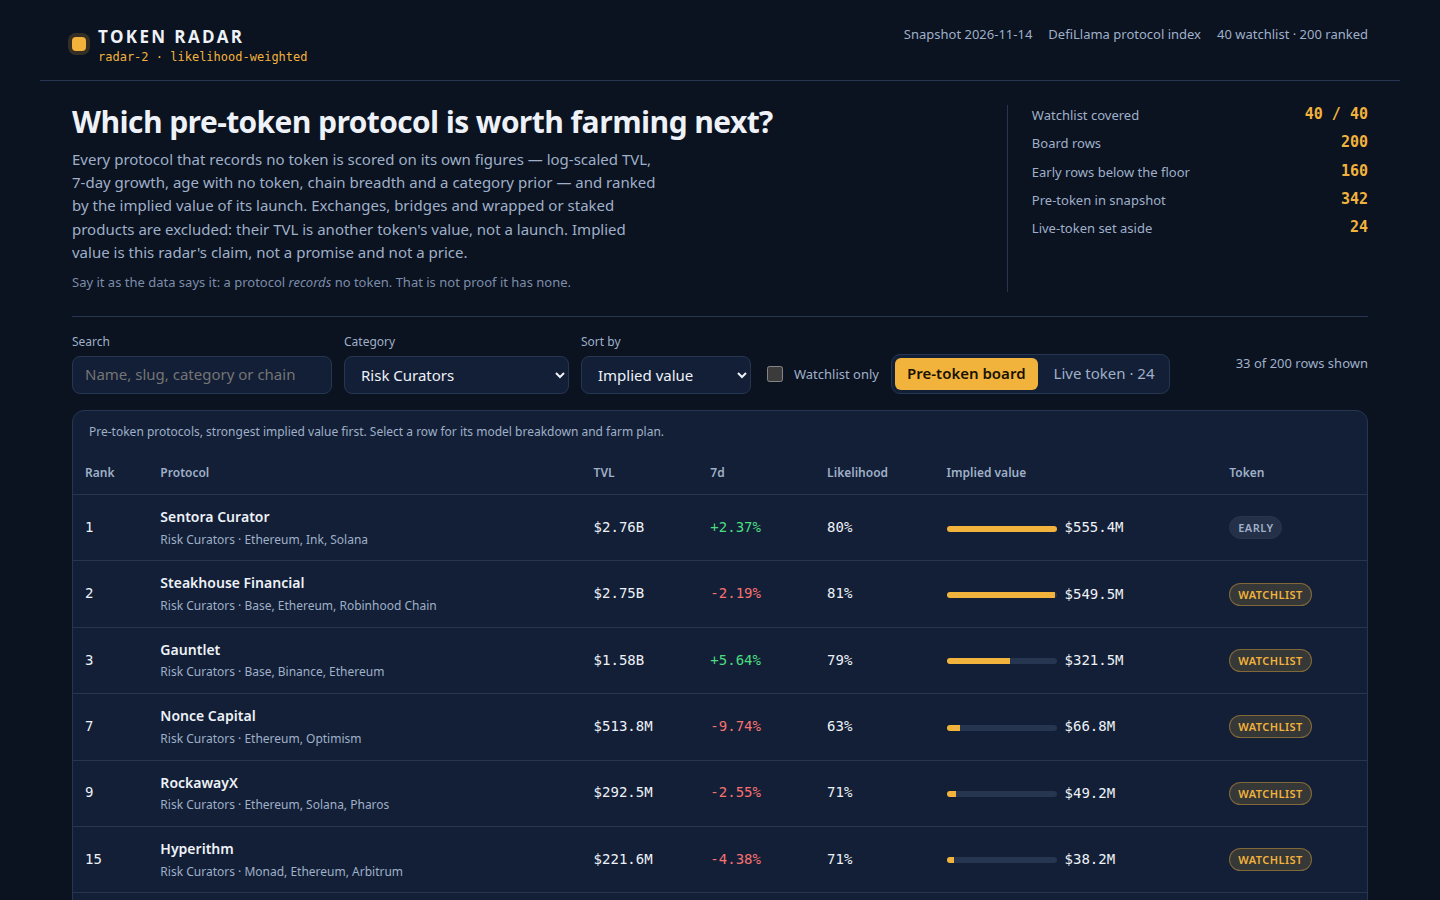 TOKEN RADAR
radar-2 · likelihood-weighted
Snapshot 2026-11-14 DefiLlama protocol index 40 watchlist · 200 ranked
Which pre-token protocol is worth farming next?
Every protocol that records no token is scored on its own figures — log-scaled TVL,
7-day growth, age with no token, chain breadth and a category prior — and ranked
by the implied value of its launch. Exchanges, bridges and wrapped or staked
products are excluded: their TVL is another token's value, not a launch. Implied
value is this radar's claim, not a promise and not a price.
Say it as the data says it: a protocol records no token. That is not proof it has none.
Watchlist covered 40 / 40
Board rows 200
Early rows below the floor 160
Pre-token in snapshot 342
Live-token set aside 24
Search Category Sort by
Name, slug, category or chain Risk Curators Implied value Watchlist only Pre-token board Live token · 24 33 of 200 rows shown
Pre-token protocols, strongest implied value first. Select a row for its model breakdown and farm plan.
Rank Protocol TVL 7d Likelihood Implied value Token
1 Sentora Curator $2.76B +2.37% 80% $555.4M EARLY
Risk Curators · Ethereum, Ink, Solana
2 Steakhouse Financial $2.75B -2.19% 81% $549.5M WATCHLIST
Risk Curators · Base, Ethereum, Robinhood Chain
3 Gauntlet $1.58B +5.64% 79% $321.5M WATCHLIST
Risk Curators · Base, Binance, Ethereum
7 Nonce Capital $513.8M -9.74% 63% $66.8M WATCHLIST
Risk Curators · Ethereum, Optimism
9 RockawayX $292.5M -2.55% 71% $49.2M WATCHLIST
Risk Curators · Ethereum, Solana, Pharos
15 Hyperithm $221.6M -4.38% 71% $38.2M WATCHLIST
Risk Curators · Monad, Ethereum, Arbitrum